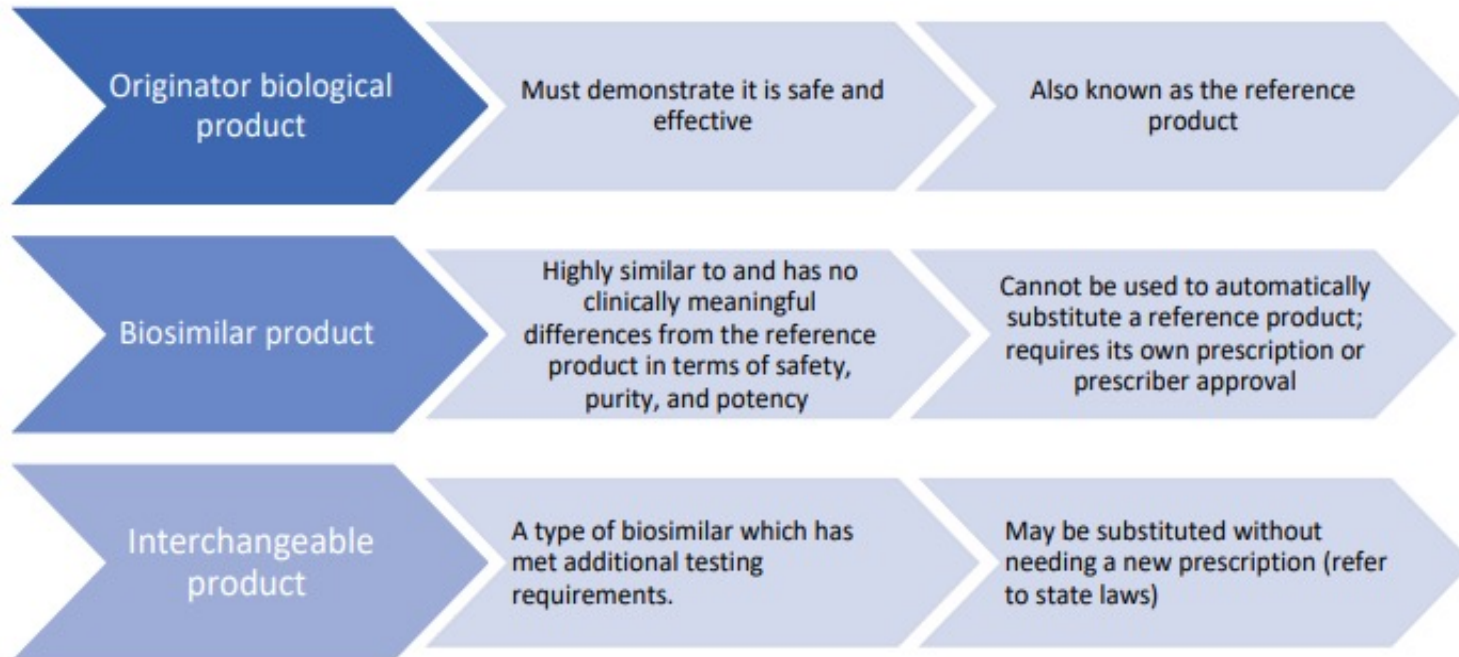 Originator biological
product
Must demonstrate it is safe and
effective
Also known as the reference
product
Biosimilar product
Highly similar to and has no
clinically meaningful
differences from the reference
product in terms of safety,
purity, and potency
Cannot be used to automatically
substitute a reference product;
requires its own prescription or
prescriber approval
Interchangeable
product
A type of biosimilar which has
met additional testing
requirements.
May be substituted without
needing a new prescription (refer
to state laws)